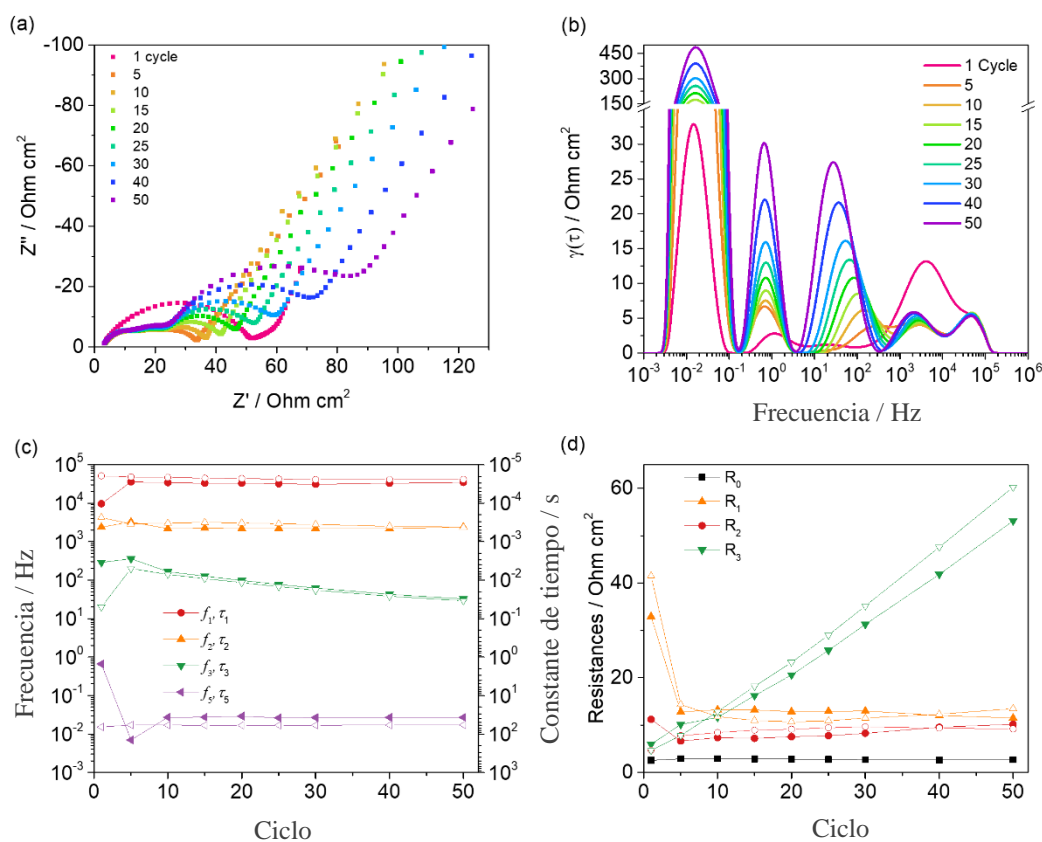 (a)
-100
-80
-60
-40
-20
0
Z'' / Ohm cm²
1 cycle
5
10
15
20
25
30
40
50
0 20 40 60 80 100 120
Z' / Ohm cm²
(b)
450
300
150
30
25
20
15
10
5
0
γ(τ) / Ohm cm²
1 Cycle
5
10
15
20
25
30
40
50
10⁻³ 10⁻² 10⁻¹ 10⁰ 10¹ 10² 10³ 10⁴ 10⁵ 10⁶
Frecuencia / Hz
(c)
10⁵
10⁴
10³
10²
10¹
10⁰
10⁻¹
10⁻²
10⁻³
Frecuencia / Hz
f₁, τ₁
f₂, τ₂
f₃, τ₃
f₅, τ₅
10⁻⁵
10⁻⁴
10⁻³
10⁻²
10⁻¹
10⁰
10¹
10²
10³
Constante de tiempo / s
0 10 20 30 40 50
Ciclo
(d)
60
40
20
0
Resistances / Ohm cm²
R₀
R₁
R₂
R₃
0 10 20 30 40 50
Ciclo